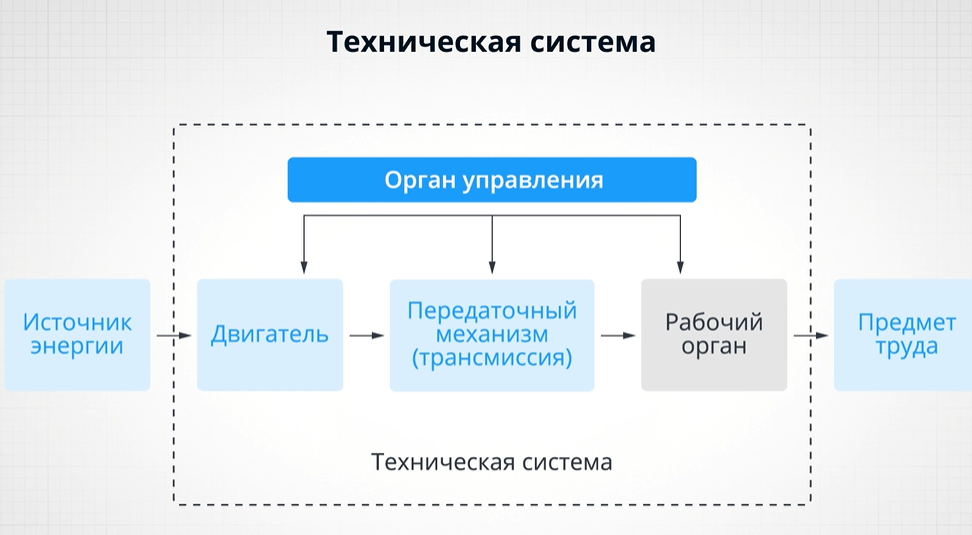 Техническая система
Орган управления
Источник
энергии
Двигатель
Передаточный
механизм
(трансмиссия)
Рабочий
орган
Предмет
труда
Техническая система